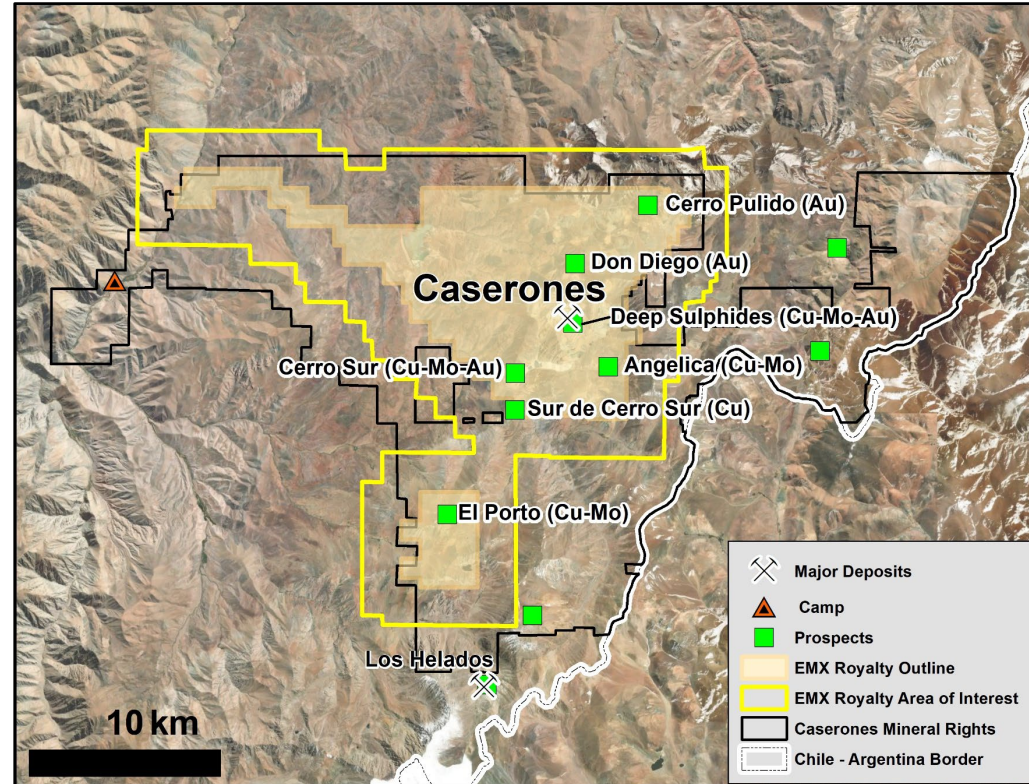 Cerro Pulido (Au)
Don Diego (Au)
Caserones
Deep Sulphides (Cu-Mo-Au)
Cerro Sur (Cu-Mo-Au)
Angelica (Cu-Mo)
Sur de Cerro Sur (Cu)
El Porto (Cu-Mo)
Los Helados
10 km
Major Deposits
Camp
Prospects
EMX Royalty Outline
EMX Royalty Area of Interest
Caserones Mineral Rights
Chile - Argentina Border